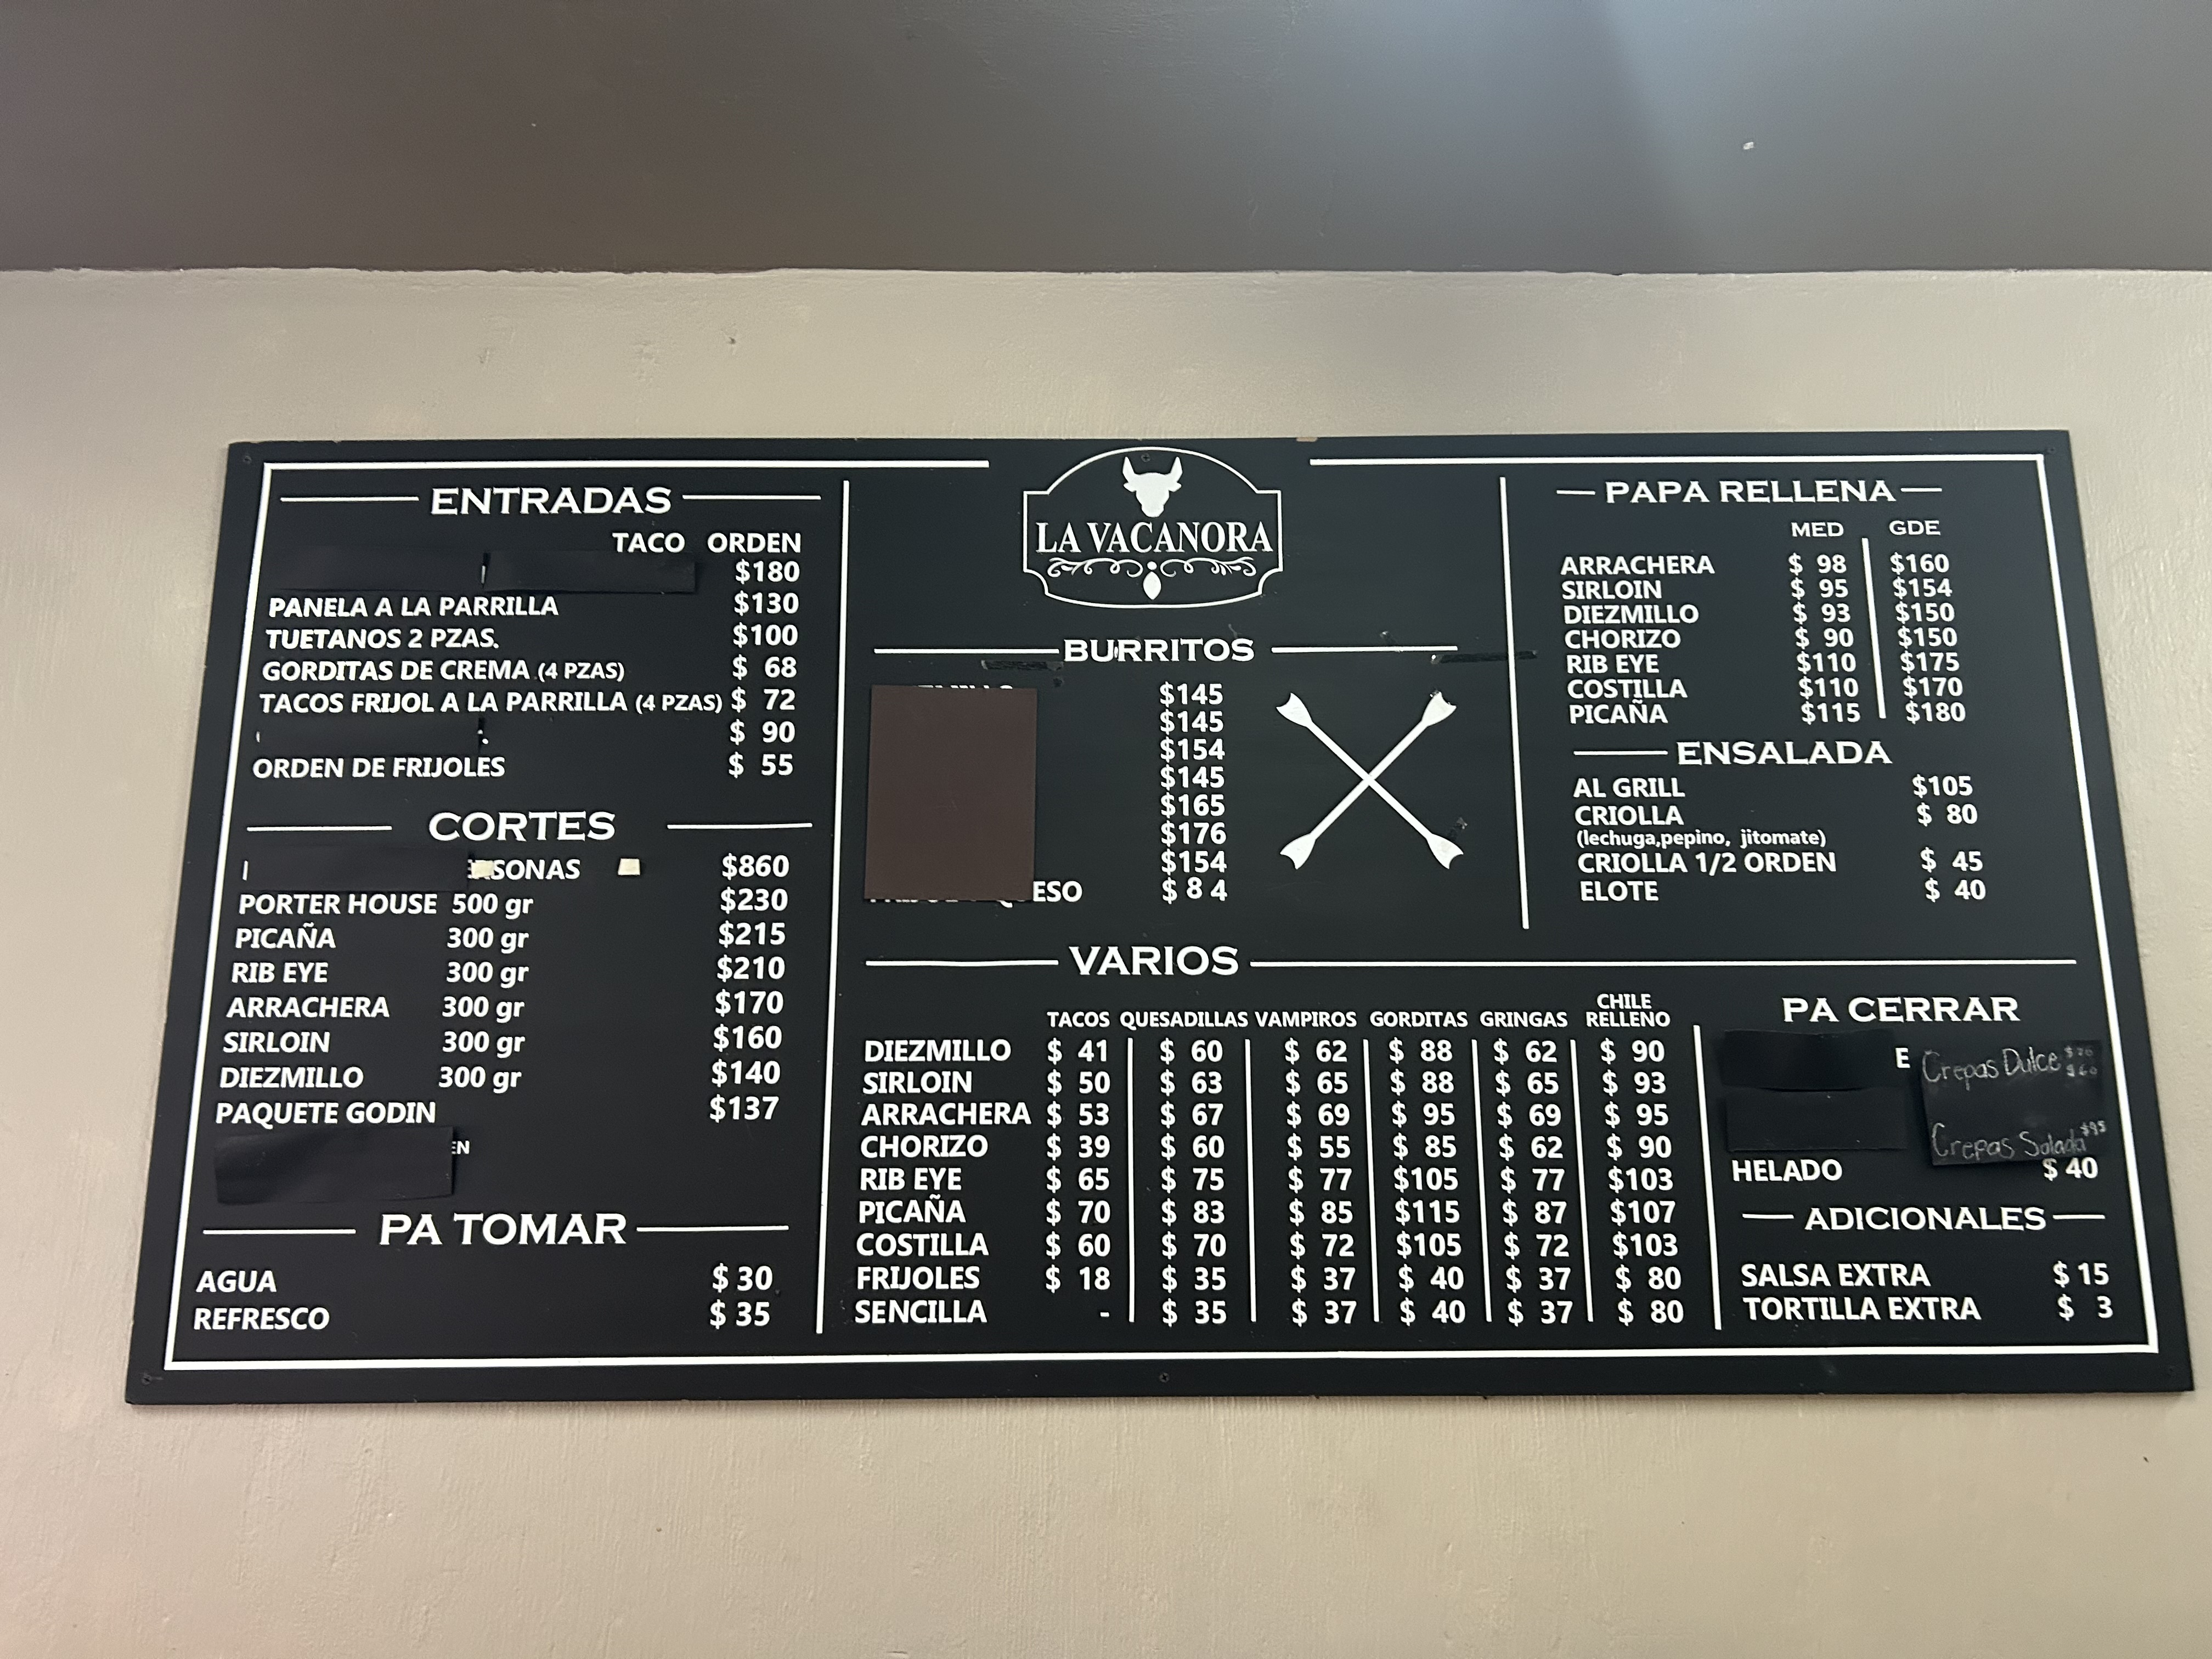 ENTRADAS
TACO ORDEN
$180
PANELA A LA PARRILLA $130
TUETANOS 2 PZAS. $100
GORDITAS DE CREMA (4 PZAS) $ 68
TACOS FRIJOL A LA PARRILLA (4 PZAS) $ 72
$ 90
ORDEN DE FRIJOLES $ 55
CORTES
SONAS $860
PORTER HOUSE 500 gr $230
PICAÑA 300 gr $215
RIB EYE 300 gr $210
ARRACHERA 300 gr $170
SIRLOIN 300 gr $160
DIEZMILLO 300 gr $140
PAQUETE GODIN $137
EN
PA TOMAR
AGUA $ 30
REFRESCO $ 35
LA VACANORA
BURRITOS
$145
$145
$154
$145
$165
$176
$154
ESO $ 8 4
PAPA RELLENA
MED GDE
ARRACHERA $ 98 $160
SIRLOIN $ 95 $154
DIEZMILLO $ 93 $150
CHORIZO $ 90 $150
RIB EYE $110 $175
COSTILLA $110 $170
PICAÑA $115 $180
ENSALADA
AL GRILL $105
CRIOLLA $ 80
(lechuga,pepino, jitomate)
CRIOLLA 1/2 ORDEN $ 45
ELOTE $ 40
VARIOS
TACOS QUESADILLAS VAMPIROS GORDITAS GRINGAS CHILE RELLENO
DIEZMILLO $ 41 $ 60 $ 62 $ 88 $ 62 $ 90
SIRLOIN $ 50 $ 63 $ 65 $ 88 $ 65 $ 93
ARRACHERA $ 53 $ 67 $ 69 $ 95 $ 69 $ 95
CHORIZO $ 39 $ 60 $ 55 $ 85 $ 62 $ 90
RIB EYE $ 65 $ 75 $ 77 $105 $ 77 $103
PICAÑA $ 70 $ 83 $ 85 $115 $ 87 $107
COSTILLA $ 60 $ 70 $ 72 $105 $ 72 $103
FRIJOLES $ 18 $ 35 $ 37 $ 40 $ 37 $ 80
SENCILLA - $ 35 $ 37 $ 40 $ 37 $ 80
PA CERRAR
E Crepas Dulce
Crepas Salada $95
HELADO $ 40
ADICIONALES
SALSA EXTRA $ 15
TORTILLA EXTRA $ 3